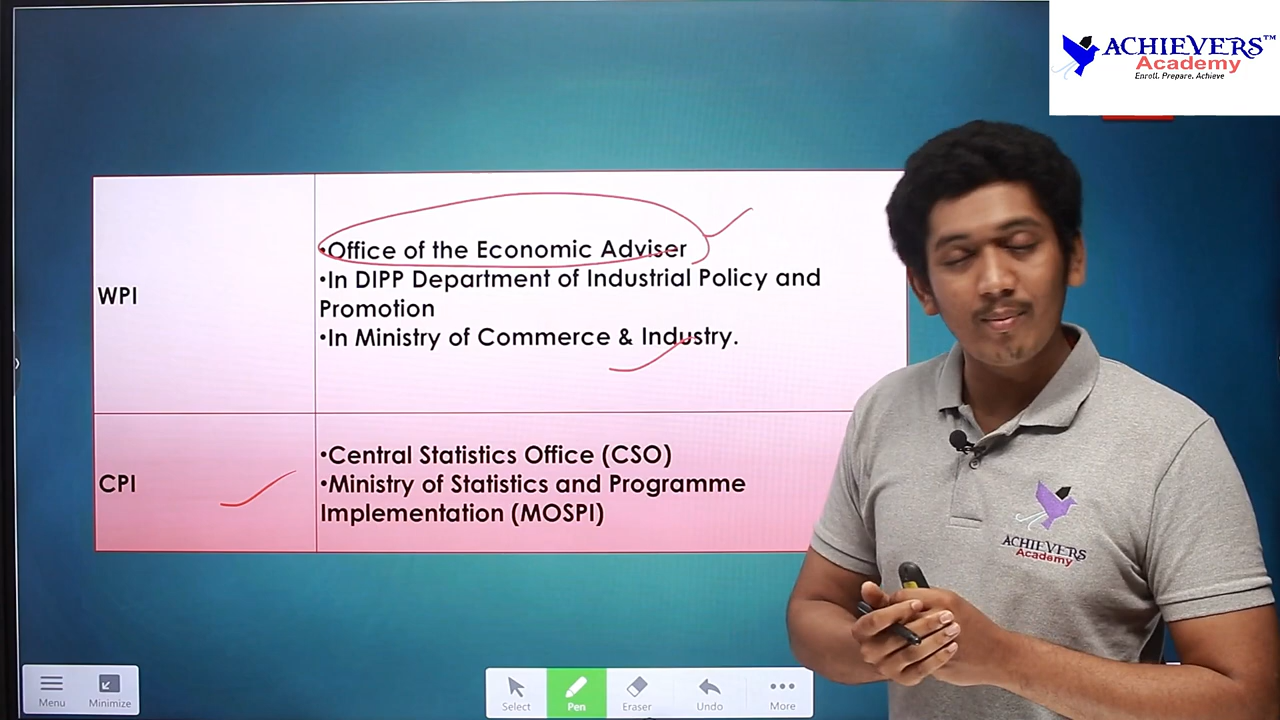 ACHIEVERS™
Academy
Enroll. Prepare. Achieve
WPI
•Office of the Economic Adviser
•In DIPP Department of Industrial Policy and
Promotion
•In Ministry of Commerce & Industry.
CPI
•Central Statistics Office (CSO)
•Ministry of Statistics and Programme
Implementation (MOSPI)
ACHIEVERS
Academy
Menu
Minimize
Select
Pen
Eraser
Undo
More